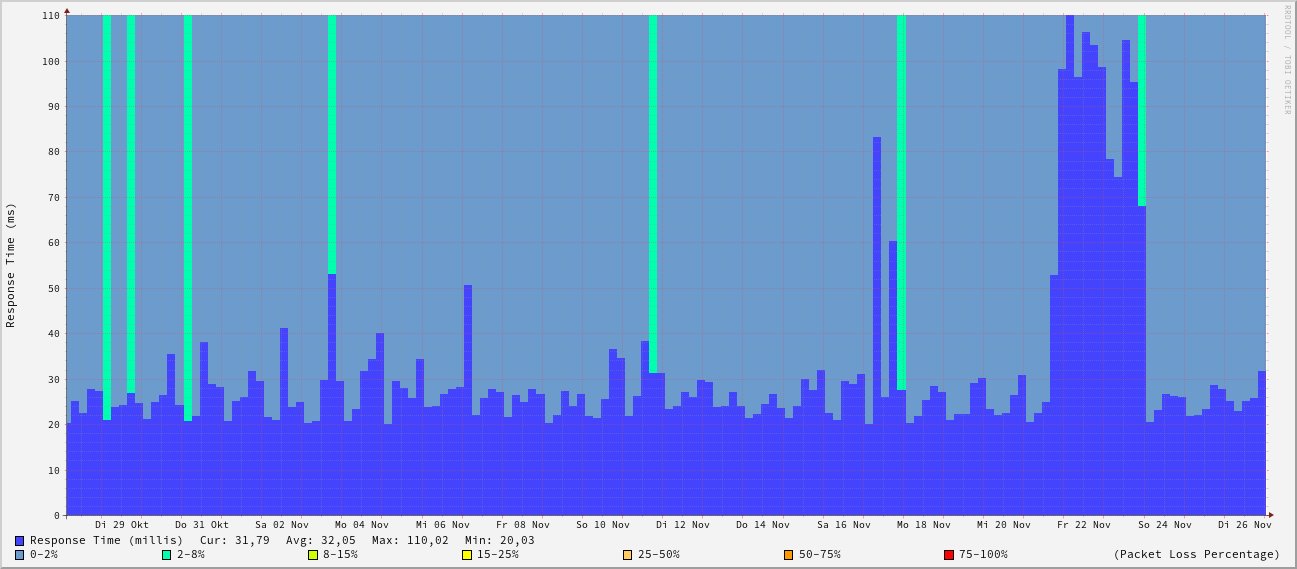 110
100
90
80
70
60
50
40
30
20
10
0
Response Time (ms)
RRDTOOL / TOBI OETIKER
Di 29 Okt Do 31 Okt Sa 02 Nov Mo 04 Nov Mi 06 Nov Fr 08 Nov So 10 Nov Di 12 Nov Do 14 Nov Sa 16 Nov Mo 18 Nov Mi 20 Nov Fr 22 Nov So 24 Nov Di 26 Nov
Response Time (millis) Cur: 31,79 Avg: 32,05 Max: 110,02 Min: 20,03
0-2% 2-8% 8-15% 15-25% 25-50% 50-75% 75-100% (Packet Loss Percentage)